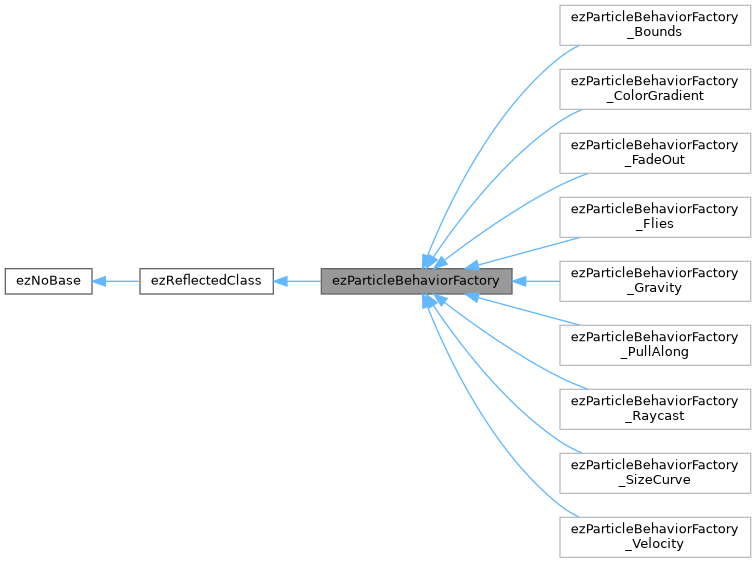 ezParticleBehaviorFactory
_Bounds
ezParticleBehaviorFactory
_ColorGradient
ezParticleBehaviorFactory
_FadeOut
ezParticleBehaviorFactory
_Flies
ezNoBase
ezReflectedClass
ezParticleBehaviorFactory
ezParticleBehaviorFactory
_Gravity
ezParticleBehaviorFactory
_PullAlong
ezParticleBehaviorFactory
_Raycast
ezParticleBehaviorFactory
_SizeCurve
ezParticleBehaviorFactory
_Velocity